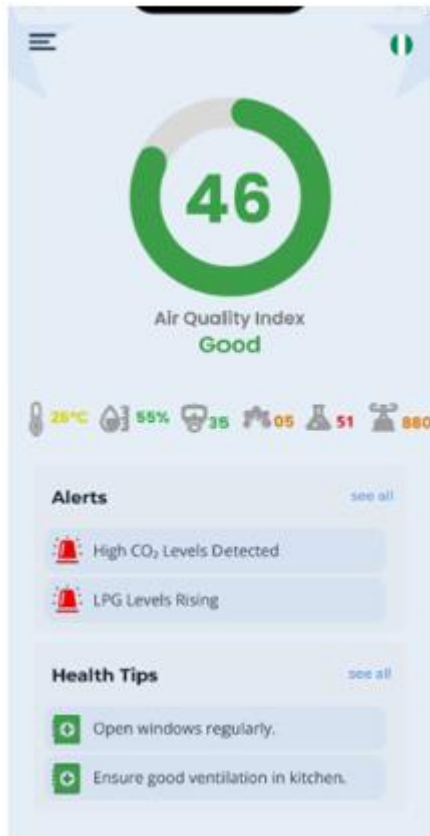 46
Air Quality Index
Good
26°C 55% 35 05 51 880
Alerts see all
High CO₂ Levels Detected
LPG Levels Rising
Health Tips see all
Open windows regularly.
Ensure good ventilation in kitchen.